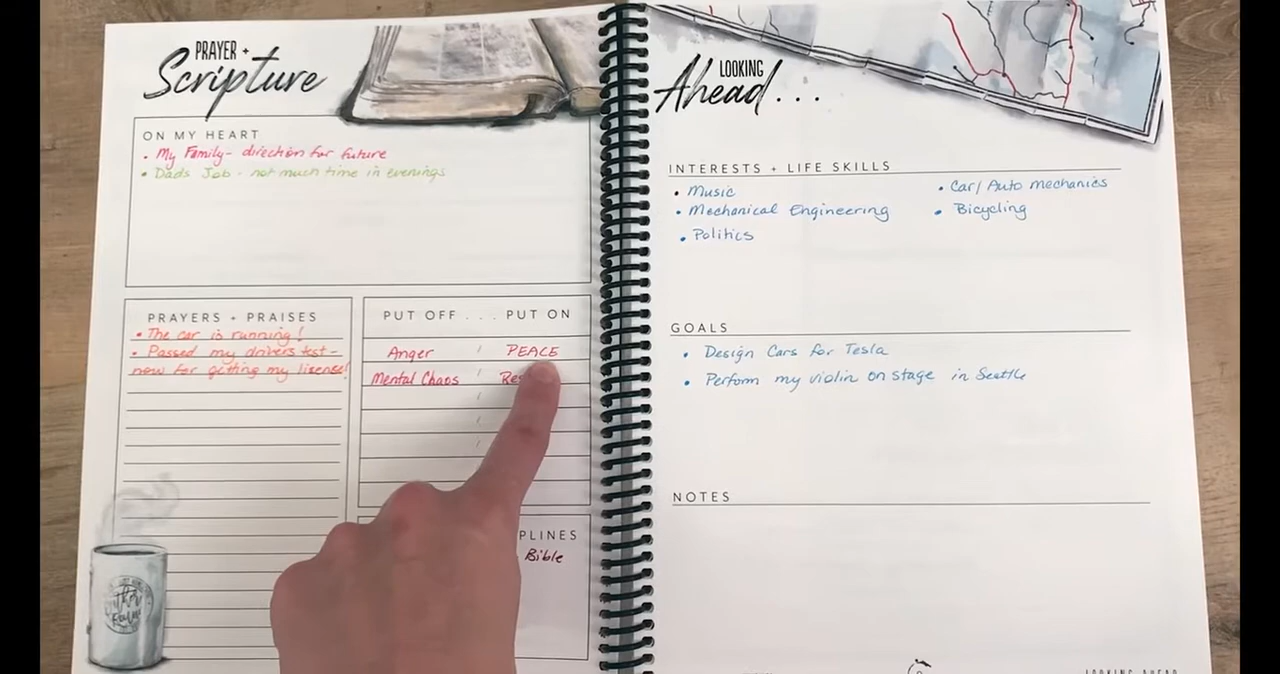 PRAYER +
Scripture
ON MY HEART
• My Family - direction for future
• Dads Job - not much time in evenings
PRAYERS + PRAISES
• The car is running!
• Passed my drivers test -
now for getting my lisense!
PUT OFF . . . PUT ON
Anger / PEACE
Mental Chaos /
PLINES
Bible
LOOKING
Ahead...
INTERESTS + LIFE SKILLS
• Music
• Mechanical Engineering
• Politics
• Car/Auto mechanics
• Bicycling
GOALS
• Design Cars for Tesla
• Perform my violin on stage in Seattle
NOTES
LOOKING AHEAD